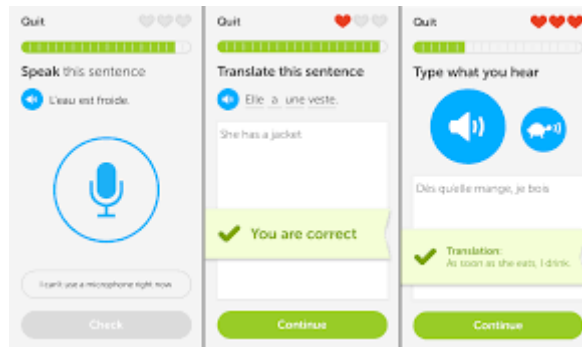 Quit
Speak this sentence
L'eau est froide.
I can't use a microphone right now
Check
Quit
Translate this sentence
Elle a une veste.
She has a jacket
You are correct
Continue
Quit
Type what you hear
Dès qu'elle mange, je bois
Translation:
As soon as she eats, I drink.
Continue